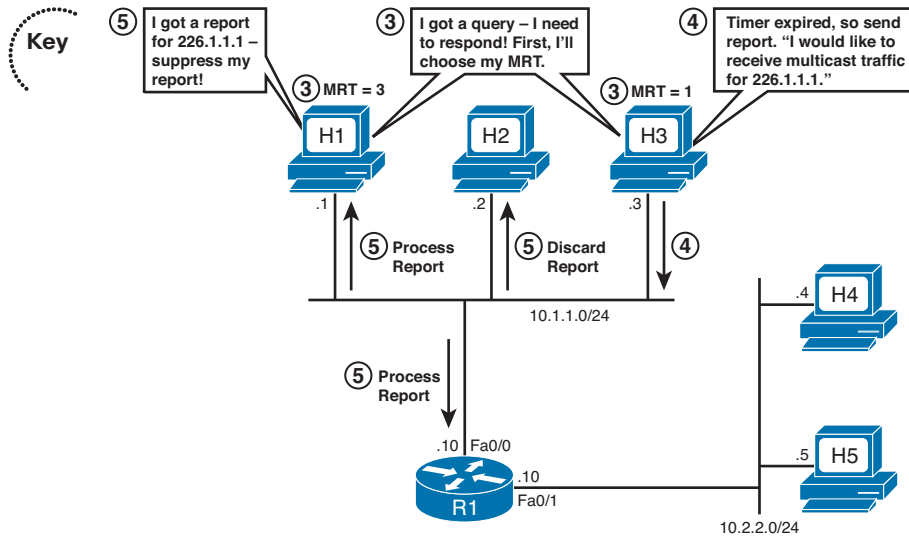 Key
5
I got a report
for 226.1.1.1 –
suppress my
report!
3
I got a query – I need
to respond! First, I’ll
choose my MRT.
4
Timer expired, so send
report. “I would like to
receive multicast traffic
for 226.1.1.1.”
3 MRT = 3
3 MRT = 1
H1
H2
H3
.1
.2
.3
5 Process
Report
5 Discard
Report
4
10.1.1.0/24
.4
H4
5 Process
Report
.10 Fa0/0
.10
Fa0/1
R1
.5
H5
10.2.2.0/24